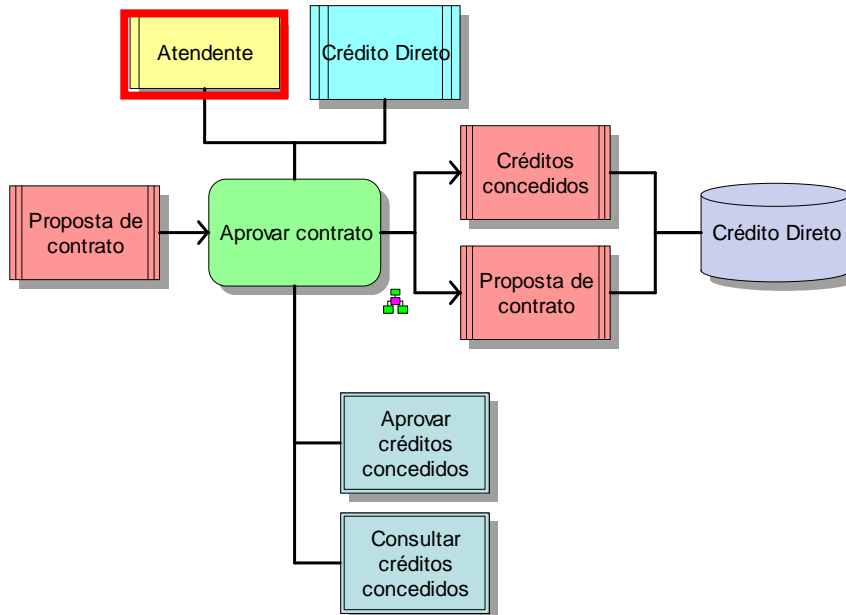 Atendente
Crédito Direto
Créditos
concedidos
Proposta de
contrato
Aprovar contrato
Crédito Direto
Proposta de
contrato
Aprovar
créditos
concedidos
Consultar
créditos
concedidos